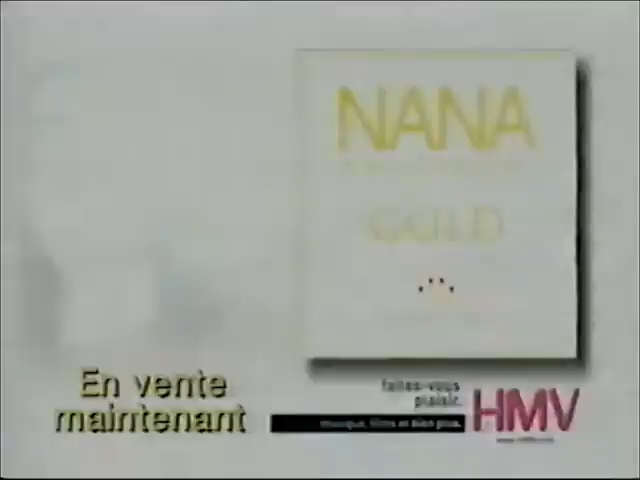 NANA
GOLD
En vente
maintenant
faites-vous
plaisir.
musique, films et bien plus.
HMV